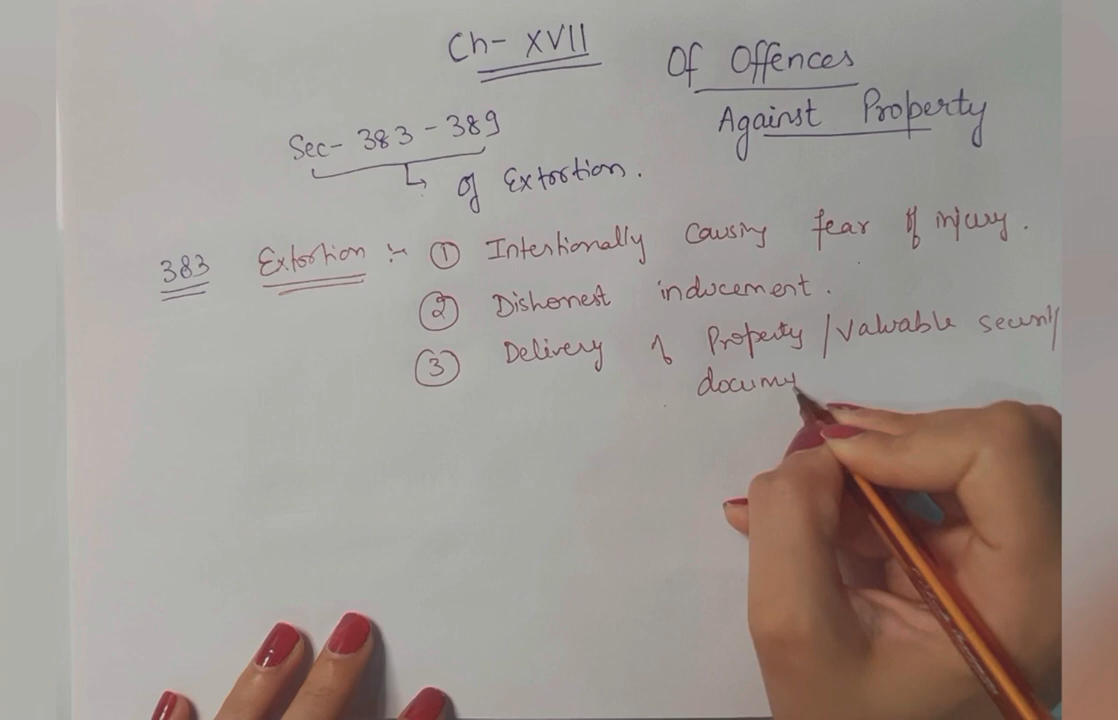 Ch- XVII
Of Offences
Against Property
Sec- 383 - 389
↳ of Extortion.
383 Extortion :- ① Intentionally causing fear of injury.
② Dishonest inducement.
③ Delivery of Property / Valuable security /
docum